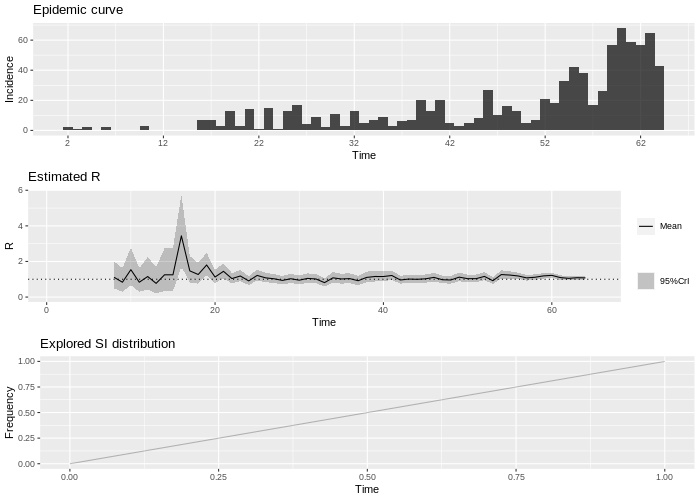 Epidemic curve
Incidence
60
40
20
0
2 12 22 32 42 52 62
Time
Estimated R
R
6
4
2
0
0 20 40 60
Time
Mean
95%CrI
Explored SI distribution
Frequency
1.00
0.75
0.50
0.25
0.00
0.00 0.25 0.50 0.75 1.00
Time